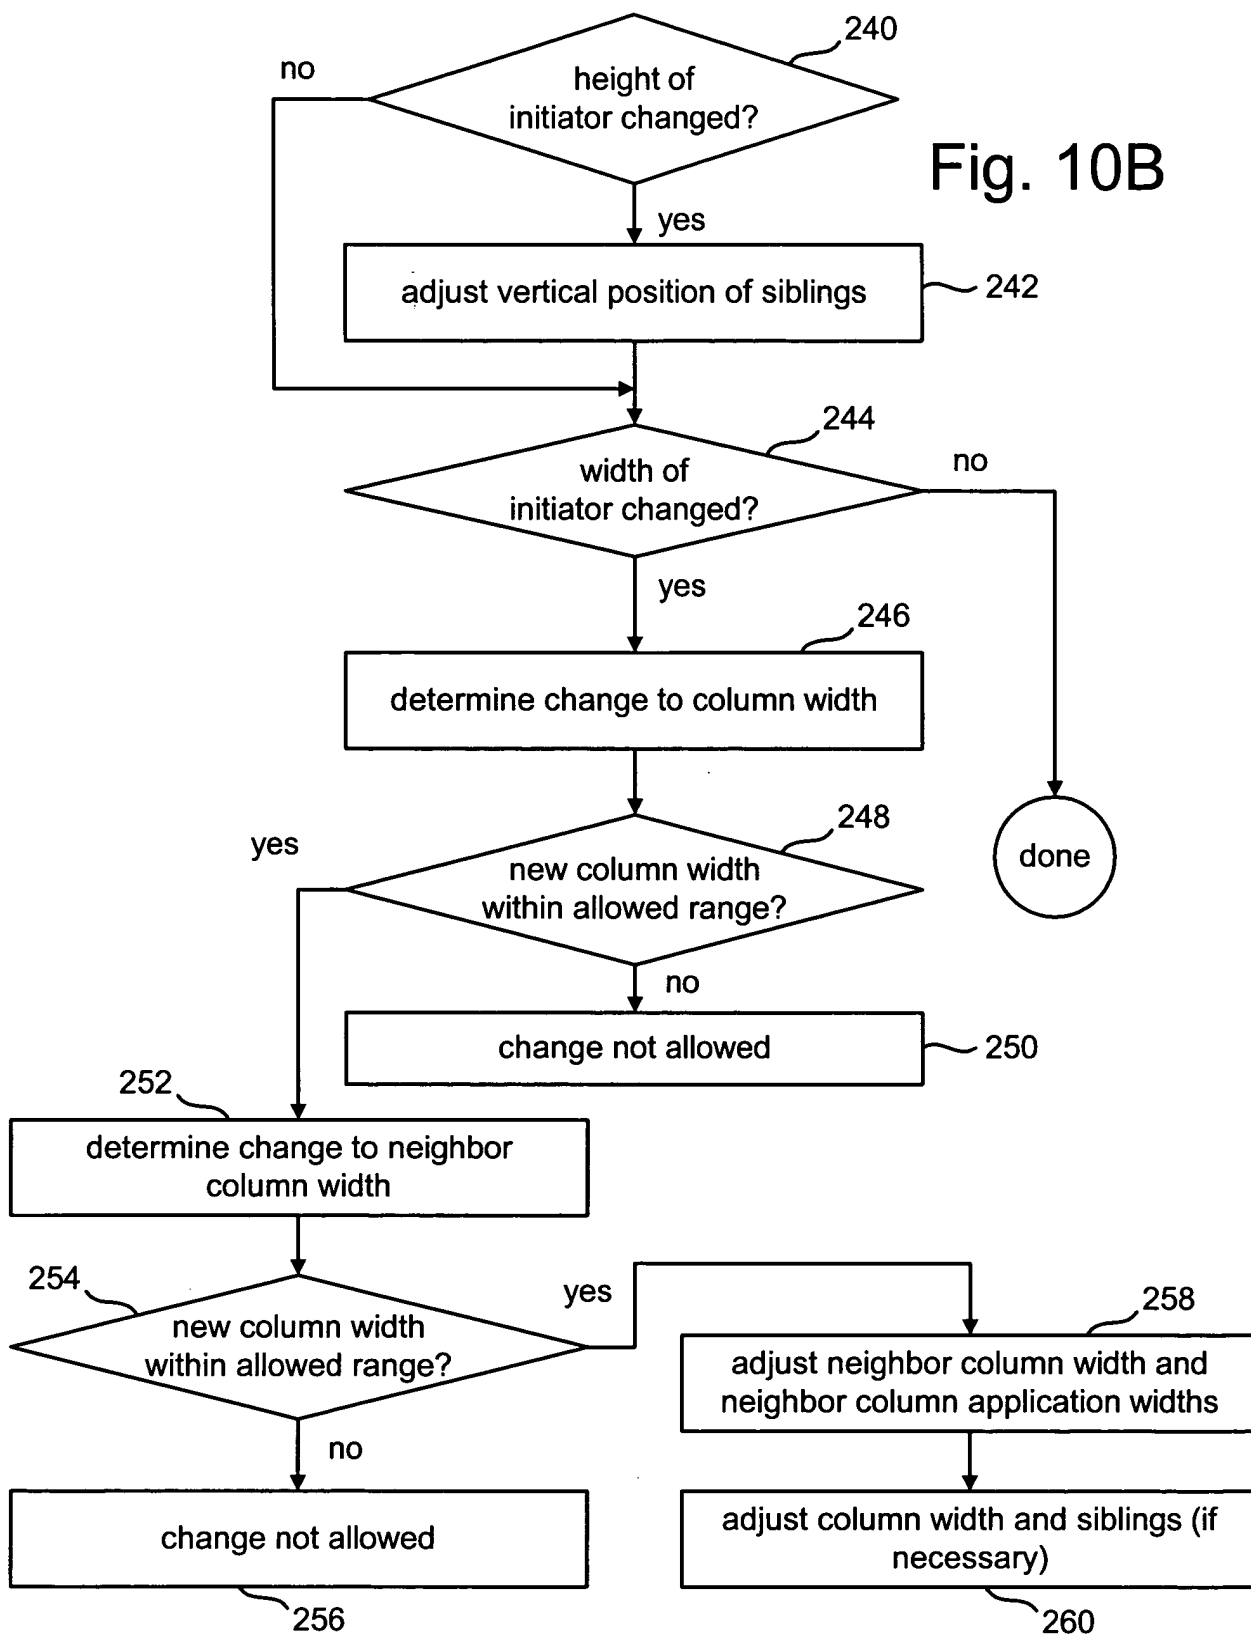 240
no
height of
initiator changed?
Fig. 10B
yes
adjust vertical position of siblings
242
244
width of
initiator changed?
no
yes
246
determine change to column width
248
yes
new column width
within allowed range?
done
no
change not allowed
250
252
determine change to neighbor
column width
254
yes
new column width
within allowed range?
258
adjust neighbor column width and
neighbor column application widths
no
change not allowed
256
adjust column width and siblings (if
necessary)
260